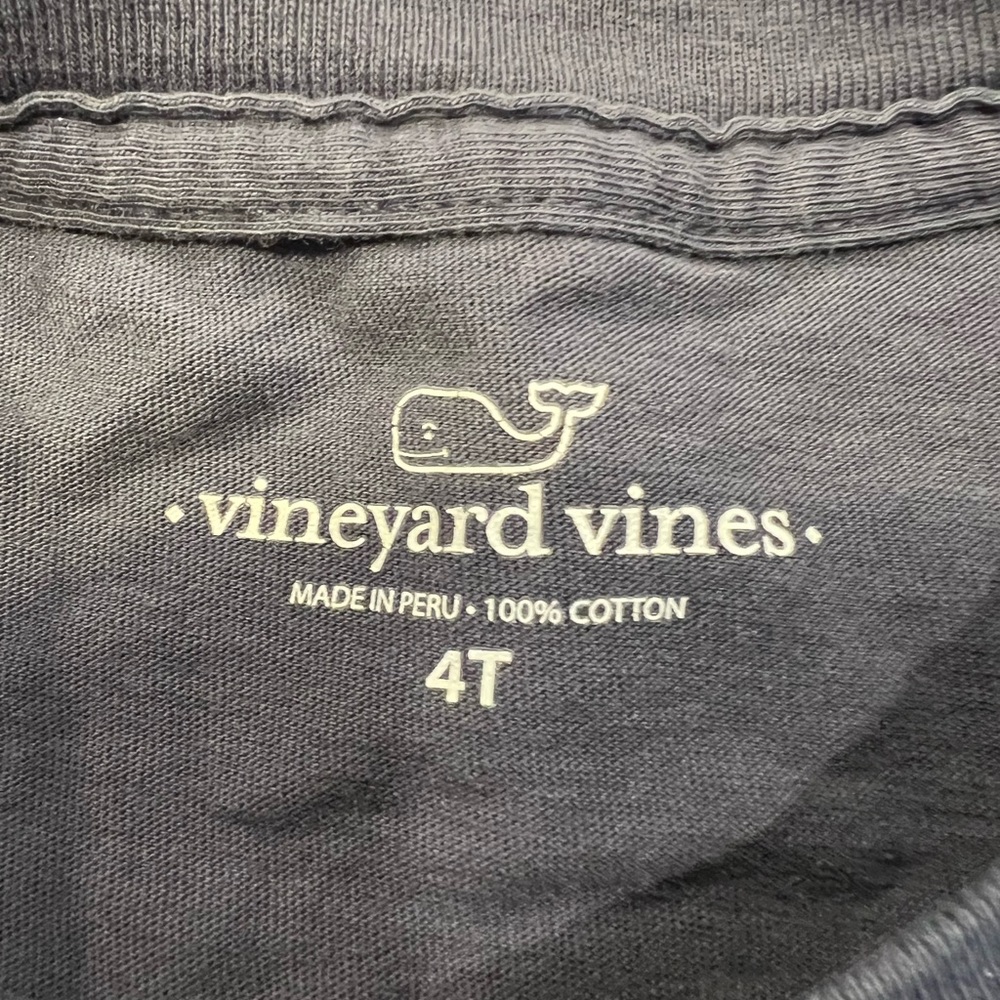 • vineyard vines •
MADE IN PERU • 100% COTTON
4T